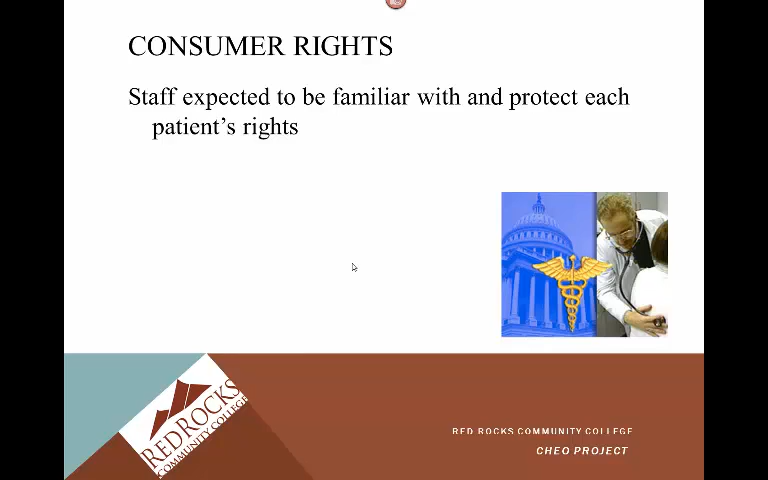 CONSUMER RIGHTS
Staff expected to be familiar with and protect each
patient's rights
RED ROCKS
COMMUNITY COLLEGE
RED ROCKS COMMUNITY COLLEGE
CHEO PROJECT